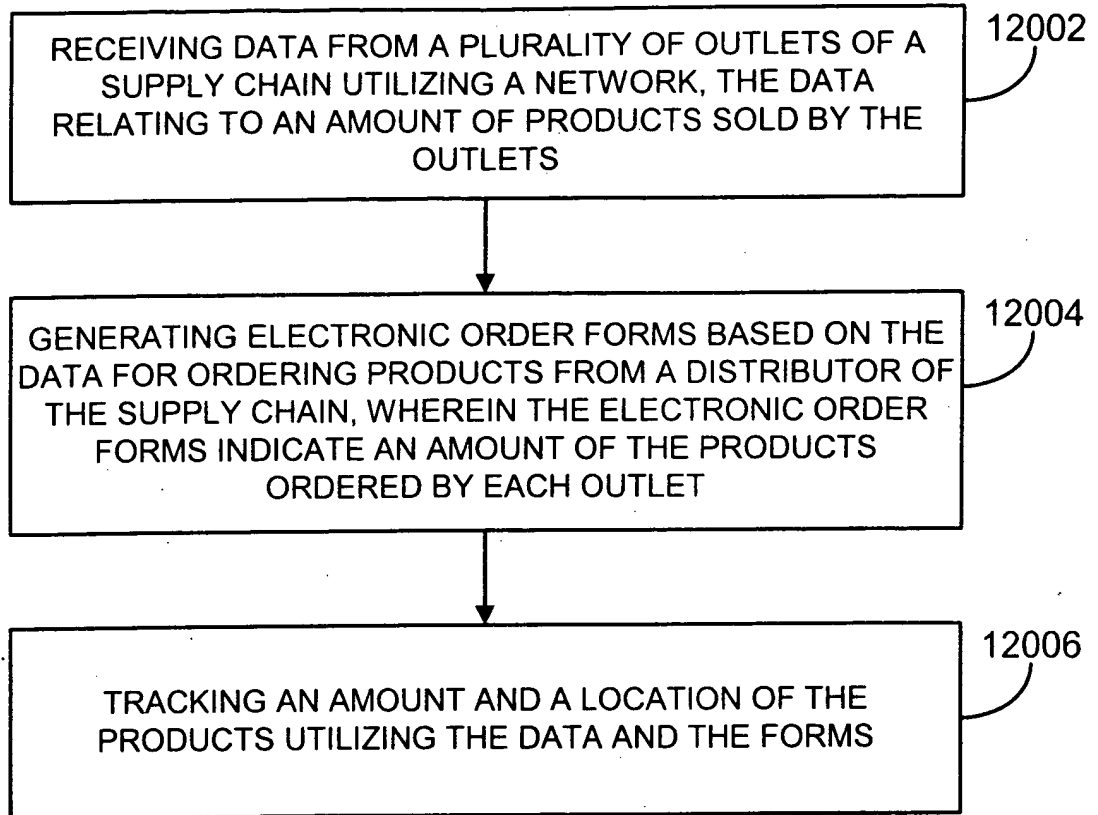 RECEIVING DATA FROM A PLURALITY OF OUTLETS OF A
SUPPLY CHAIN UTILIZING A NETWORK, THE DATA
RELATING TO AN AMOUNT OF PRODUCTS SOLD BY THE
OUTLETS
12002
GENERATING ELECTRONIC ORDER FORMS BASED ON THE
DATA FOR ORDERING PRODUCTS FROM A DISTRIBUTOR OF
THE SUPPLY CHAIN, WHEREIN THE ELECTRONIC ORDER
FORMS INDICATE AN AMOUNT OF THE PRODUCTS
ORDERED BY EACH OUTLET
12004
TRACKING AN AMOUNT AND A LOCATION OF THE
PRODUCTS UTILIZING THE DATA AND THE FORMS
12006